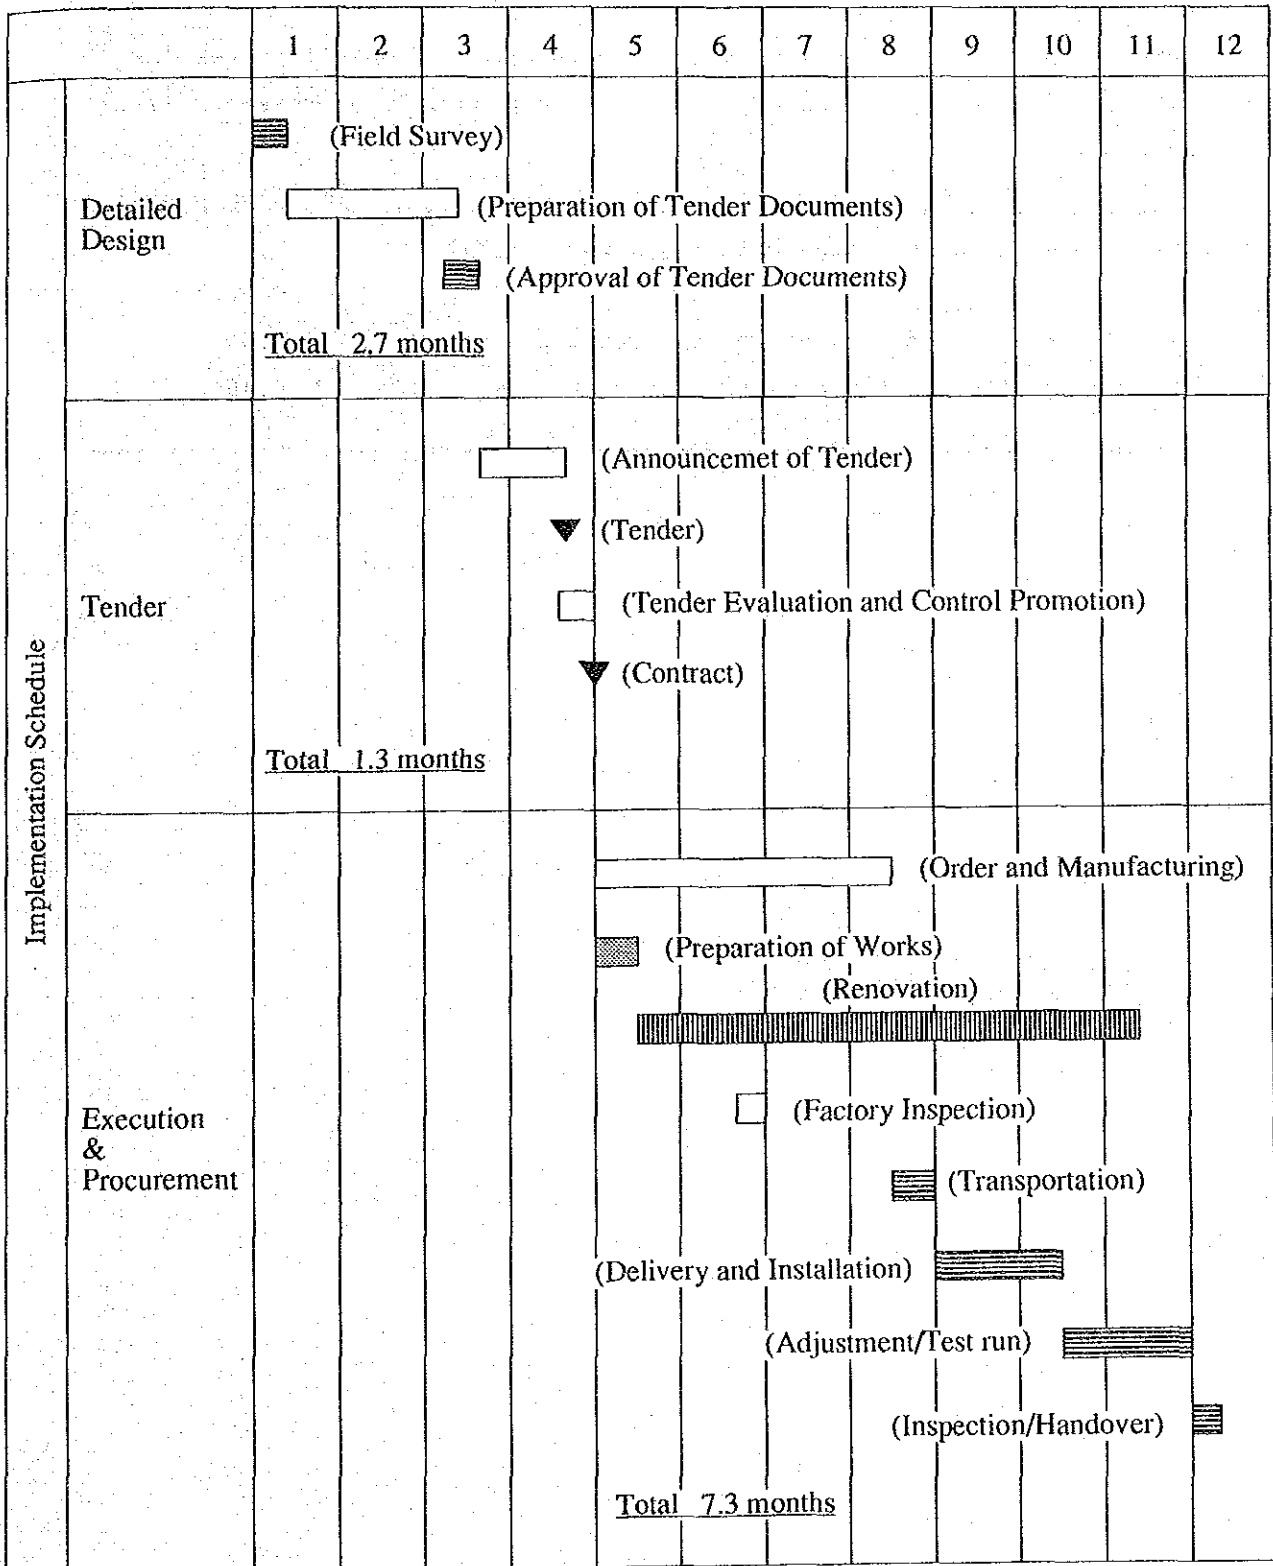 1 2 3 4 5 6 7 8 9 10 11 12
Implementation Schedule
Detailed
Design
(Field Survey)
(Preparation of Tender Documents)
(Approval of Tender Documents)
Total 2.7 months
Tender
(Announcemet of Tender)
(Tender)
(Tender Evaluation and Control Promotion)
(Contract)
Total 1.3 months
Execution
&
Procurement
(Order and Manufacturing)
(Preparation of Works)
(Renovation)
(Factory Inspection)
(Transportation)
(Delivery and Installation)
(Adjustment/Test run)
(Inspection/Handover)
Total 7.3 months